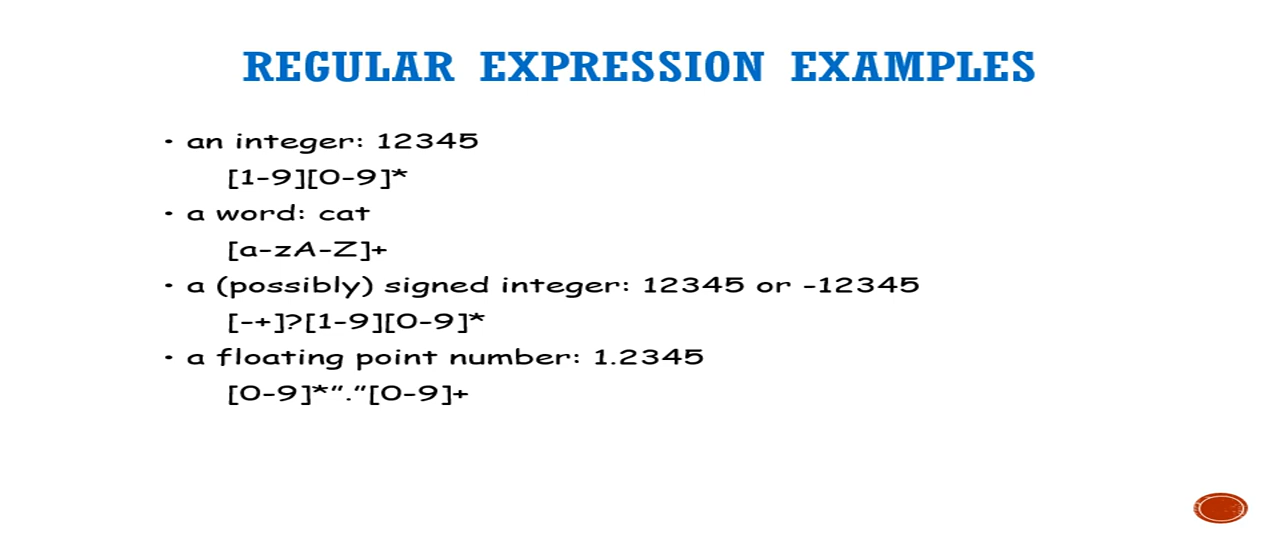 REGULAR EXPRESSION EXAMPLES
• an integer: 12345
[1-9][0-9]*
• a word: cat
[a-zA-Z]+
• a (possibly) signed integer: 12345 or -12345
[-+]?[1-9][0-9]*
• a floating point number: 1.2345
[0-9]*”.”[0-9]+